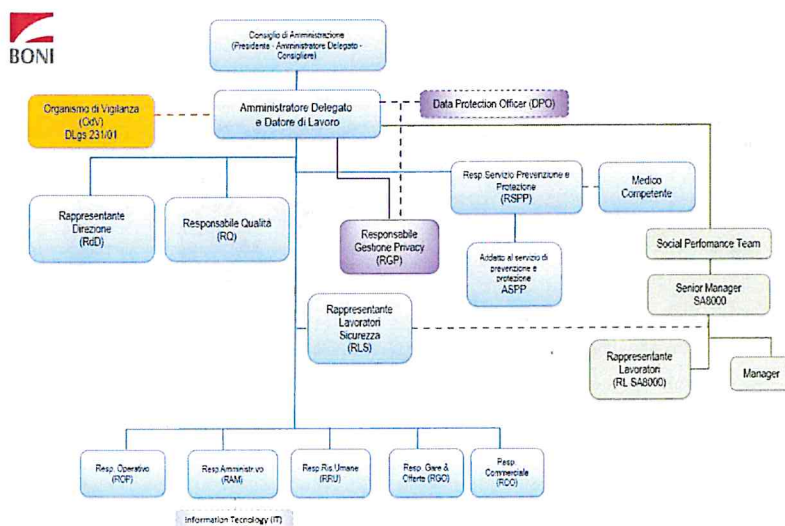 BONI
Consiglio di Amministrazione
(Presidente - Amministratore Delegato -
Consigliere)
Organismo di Vigilanza
(OdV)
DLgs 231/01
Amministratore Delegato
e Datore di Lavoro
Data Protection Officer (DPO)
Rappresentante
Direzione
(RdD)
Responsabile Qualità
(RQ)
Responsabile
Gestione Privacy
(RGP)
Resp Servizio Prevenzione e
Protezione
(RSPP)
Medico
Competente
Addetto al servizio di
prevenzione e
protezione
ASPP
Social Perfomance Team
Senior Manager
SA8000
Rappresentante
Lavoratori
Sicurezza
(RLS)
Rappresentante
Lavoratori
(RL SA8000)
Manager
Resp. Operativo
(ROP)
Resp.Amministr.vo
(RAM)
Resp.Ris.Umane
(RRU)
Resp. Gare &
Offerte (RGO)
Resp.
Commerciale
(RCO)
Information Tecnology (IT)